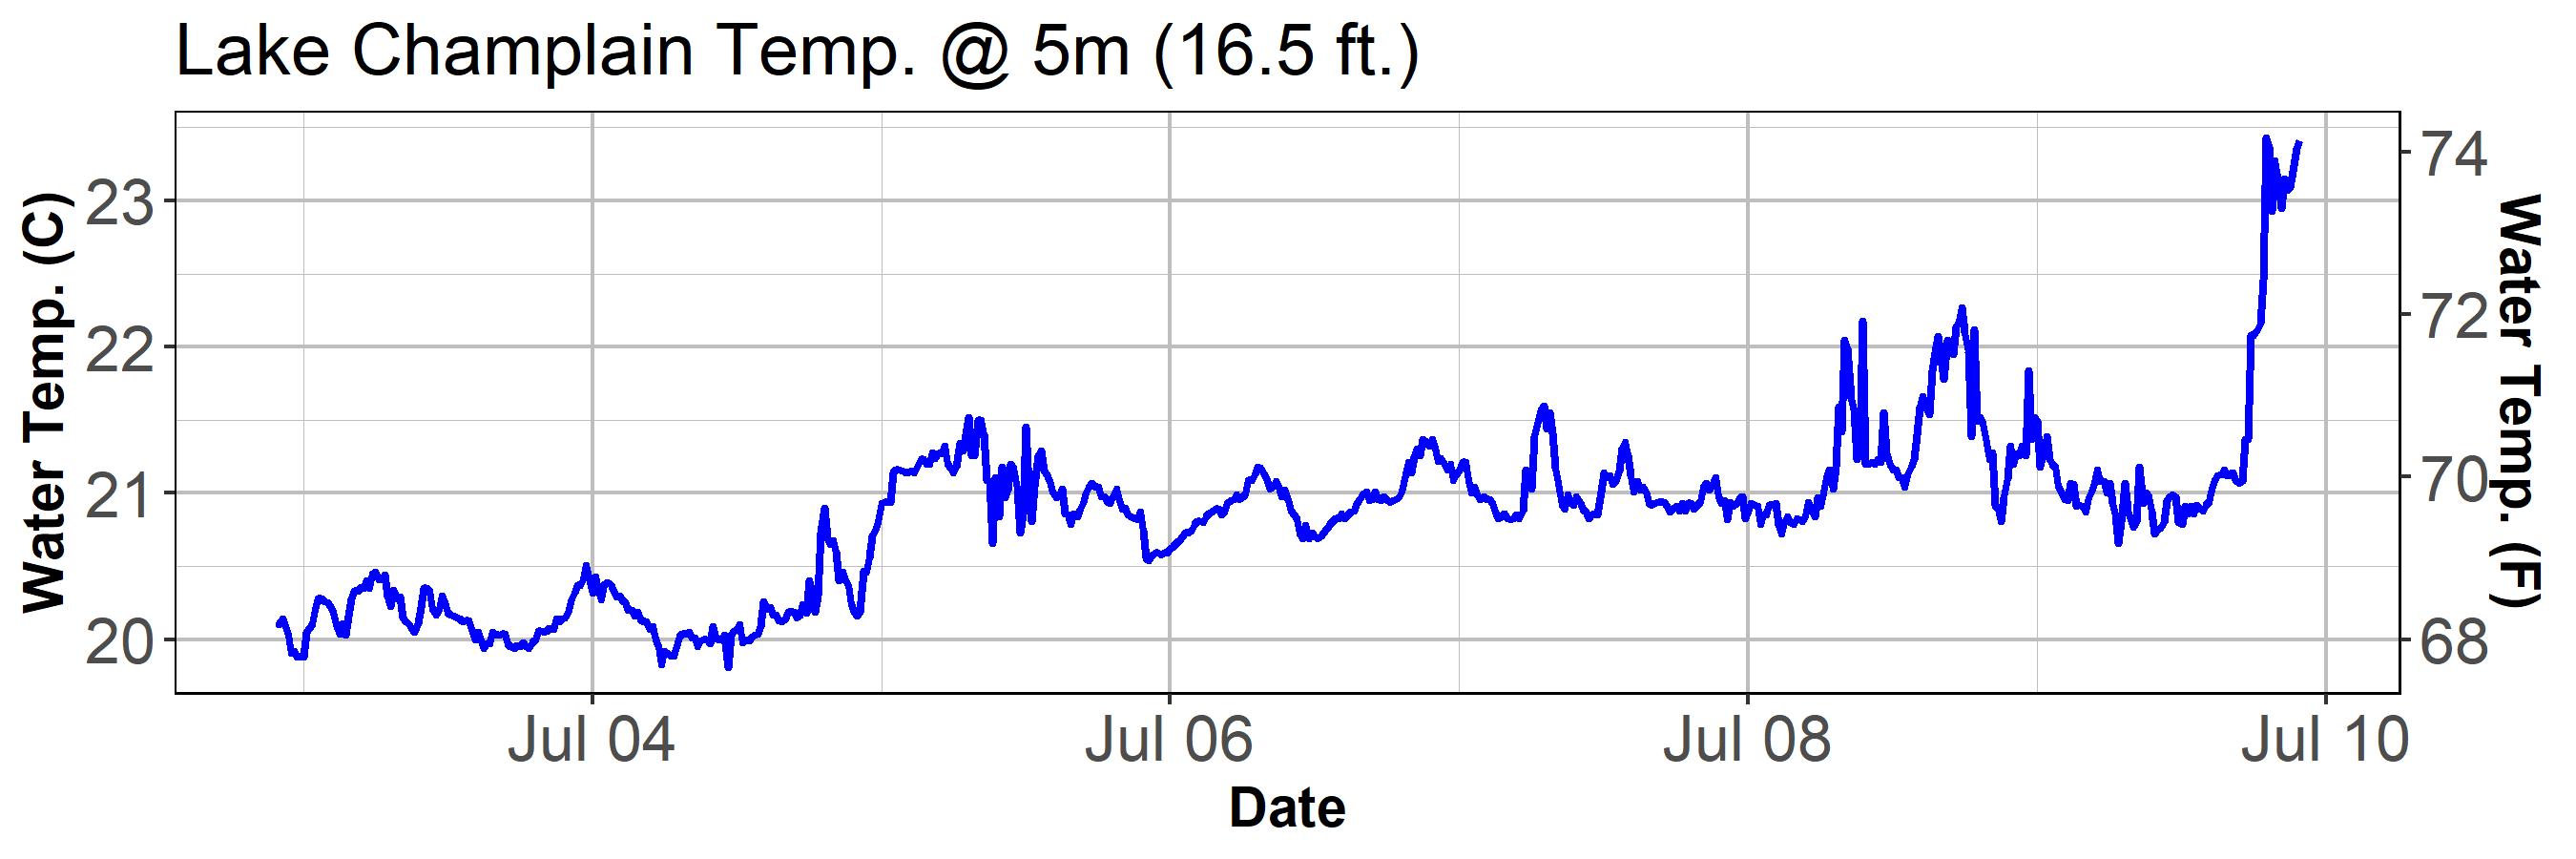 Lake Champlain Temp. @ 5m (16.5 ft.)
Water Temp. (C)
23
22
21
20
74
72
70
68
Water Temp. (F)
Jul 04 Jul 06 Jul 08 Jul 10
Date